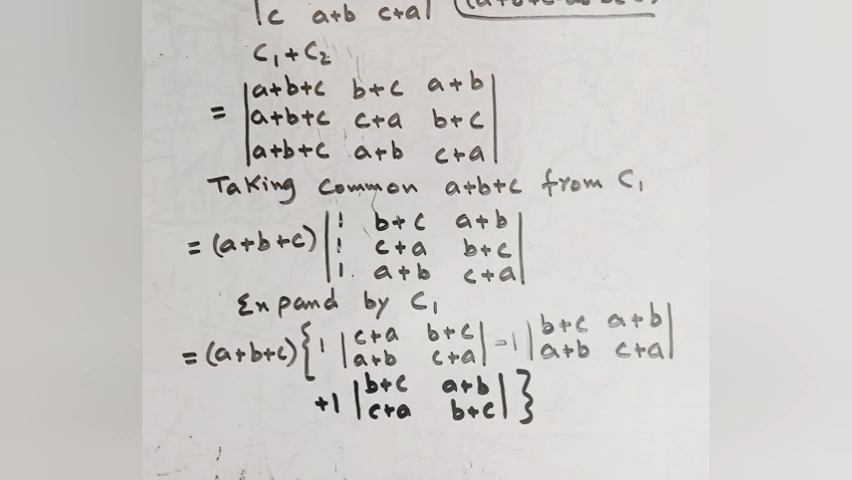 |c a+b c+a|
C₁+C₂
|a+b+c b+c a+b|
= |a+b+c c+a b+c|
|a+b+c a+b c+a|
Taking common a+b+c from C₁
|1 b+c a+b|
= (a+b+c) |1 c+a b+c|
|1 a+b c+a|
Expand by C₁
= (a+b+c) { 1 |c+a b+c| -1 |b+c a+b|
|a+b c+a| |a+b c+a|
+1 |b+c a+b| }
|c+a b+c|